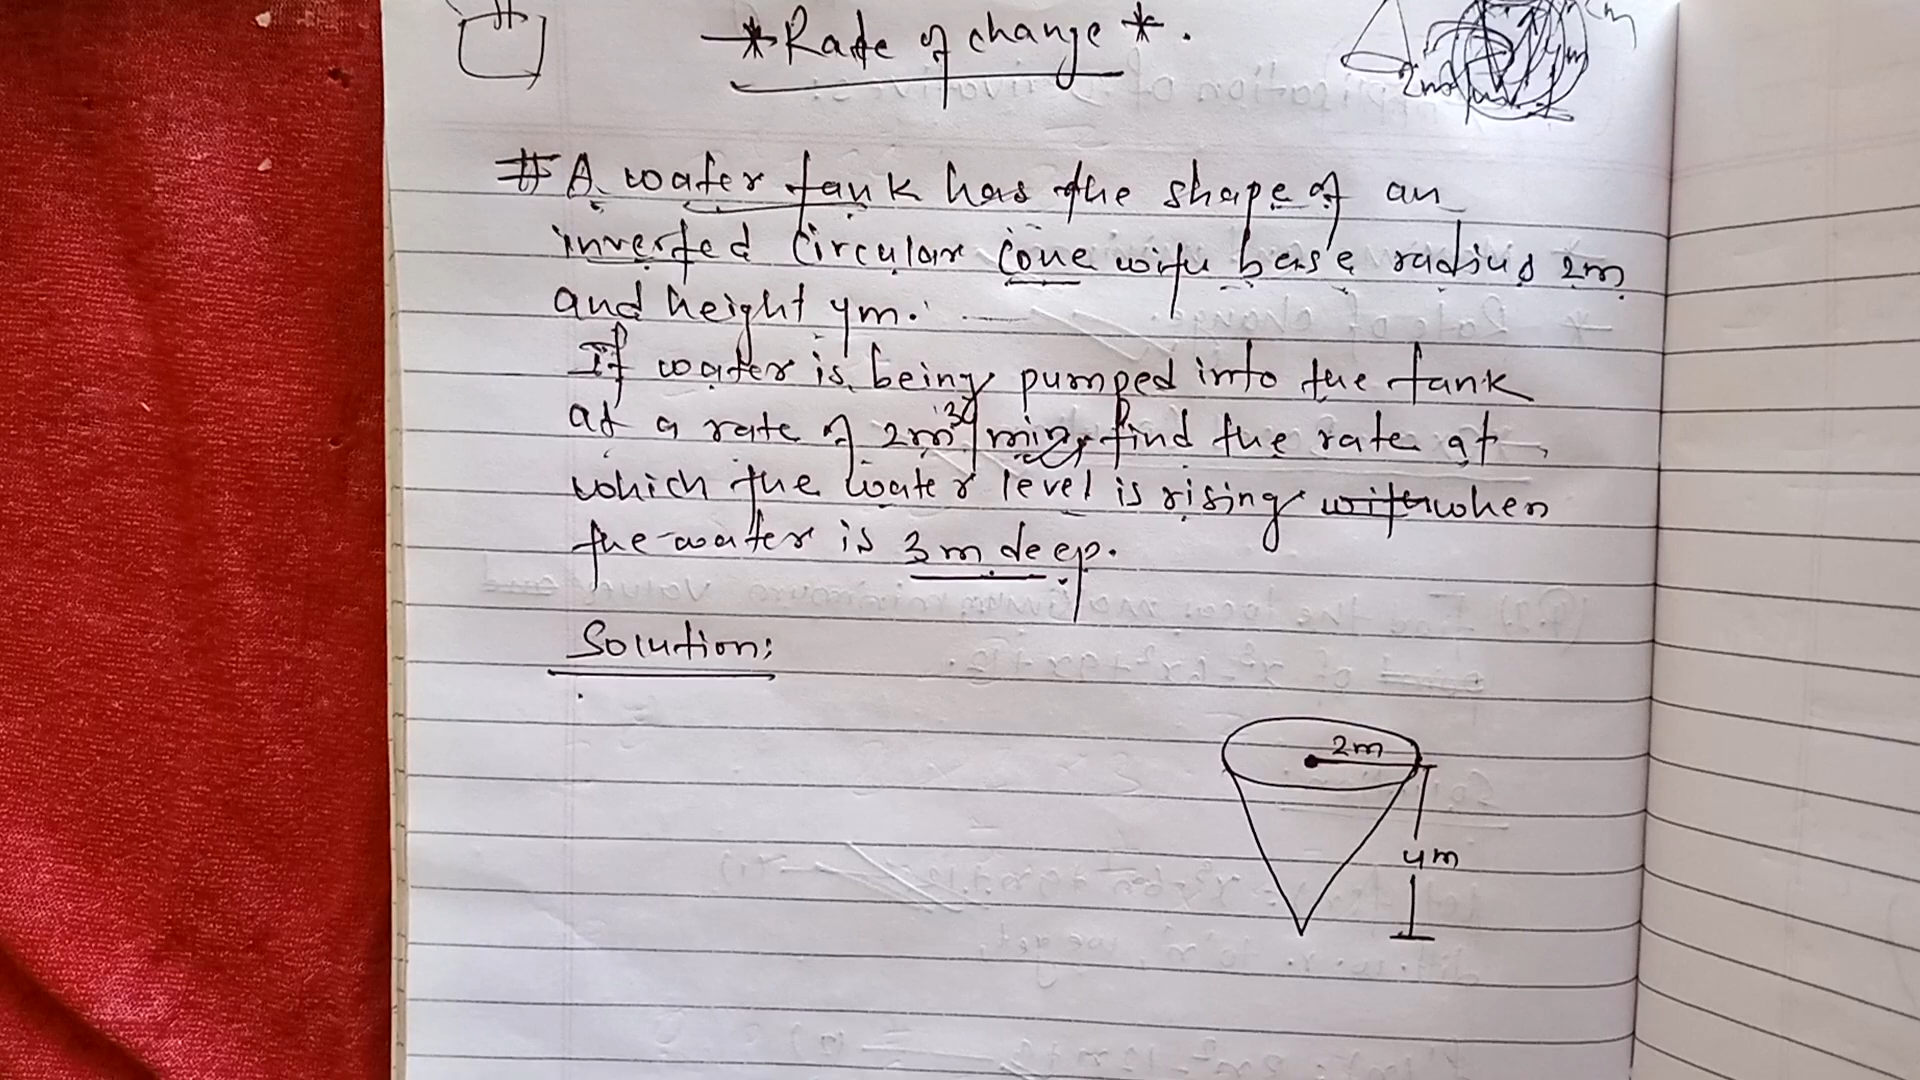 * Rate of change *.
2m
# A water tank has the shape of an
inverted circular cone with base radius 2m
and height 4m.
If water is being pumped into the tank
at a rate of 2m³/min, find the rate at
which the water level is rising with when
the water is 3m deep.
Solution:
2m
4m